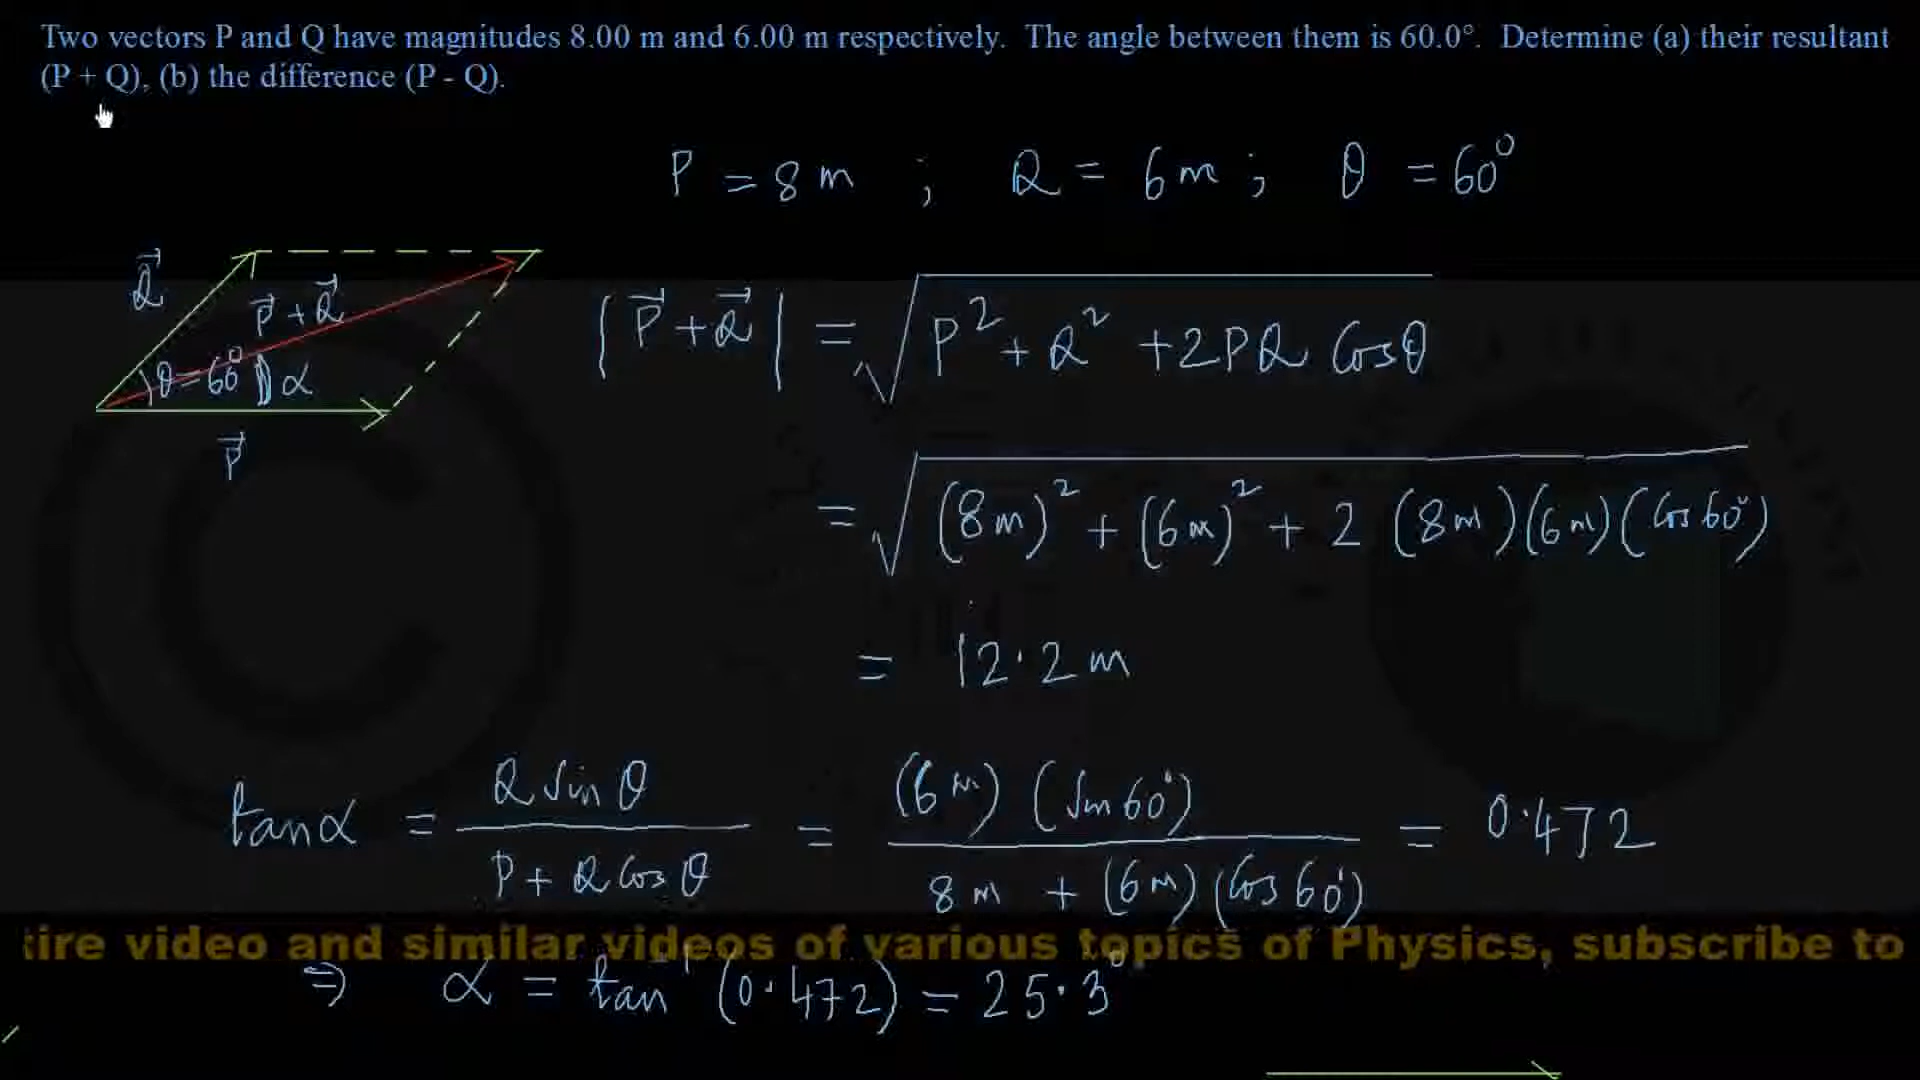 Two vectors P and Q have magnitudes 8.00 m and 6.00 m respectively. The angle between them is 60.0°. Determine (a) their resultant
(P + Q), (b) the difference (P - Q).
P = 8 m ; Q = 6 m ; θ = 60°
Q⃗
P⃗ + Q⃗
θ = 60° α
P⃗
|P⃗ + Q⃗| = √(P² + Q² + 2PQ Cosθ)
= √((8m)² + (6m)² + 2 (8m)(6m)(Cos 60°))
= 12.2 m
tanα = Q Sin θ / P + Q Cos θ = (6 m) (Sin 60°) / 8 m + (6 m) (Cos 60°) = 0.472
tire video and similar videos of various topics of Physics, subscribe to
⇒ α = tan⁻¹ (0.472) = 25.3°